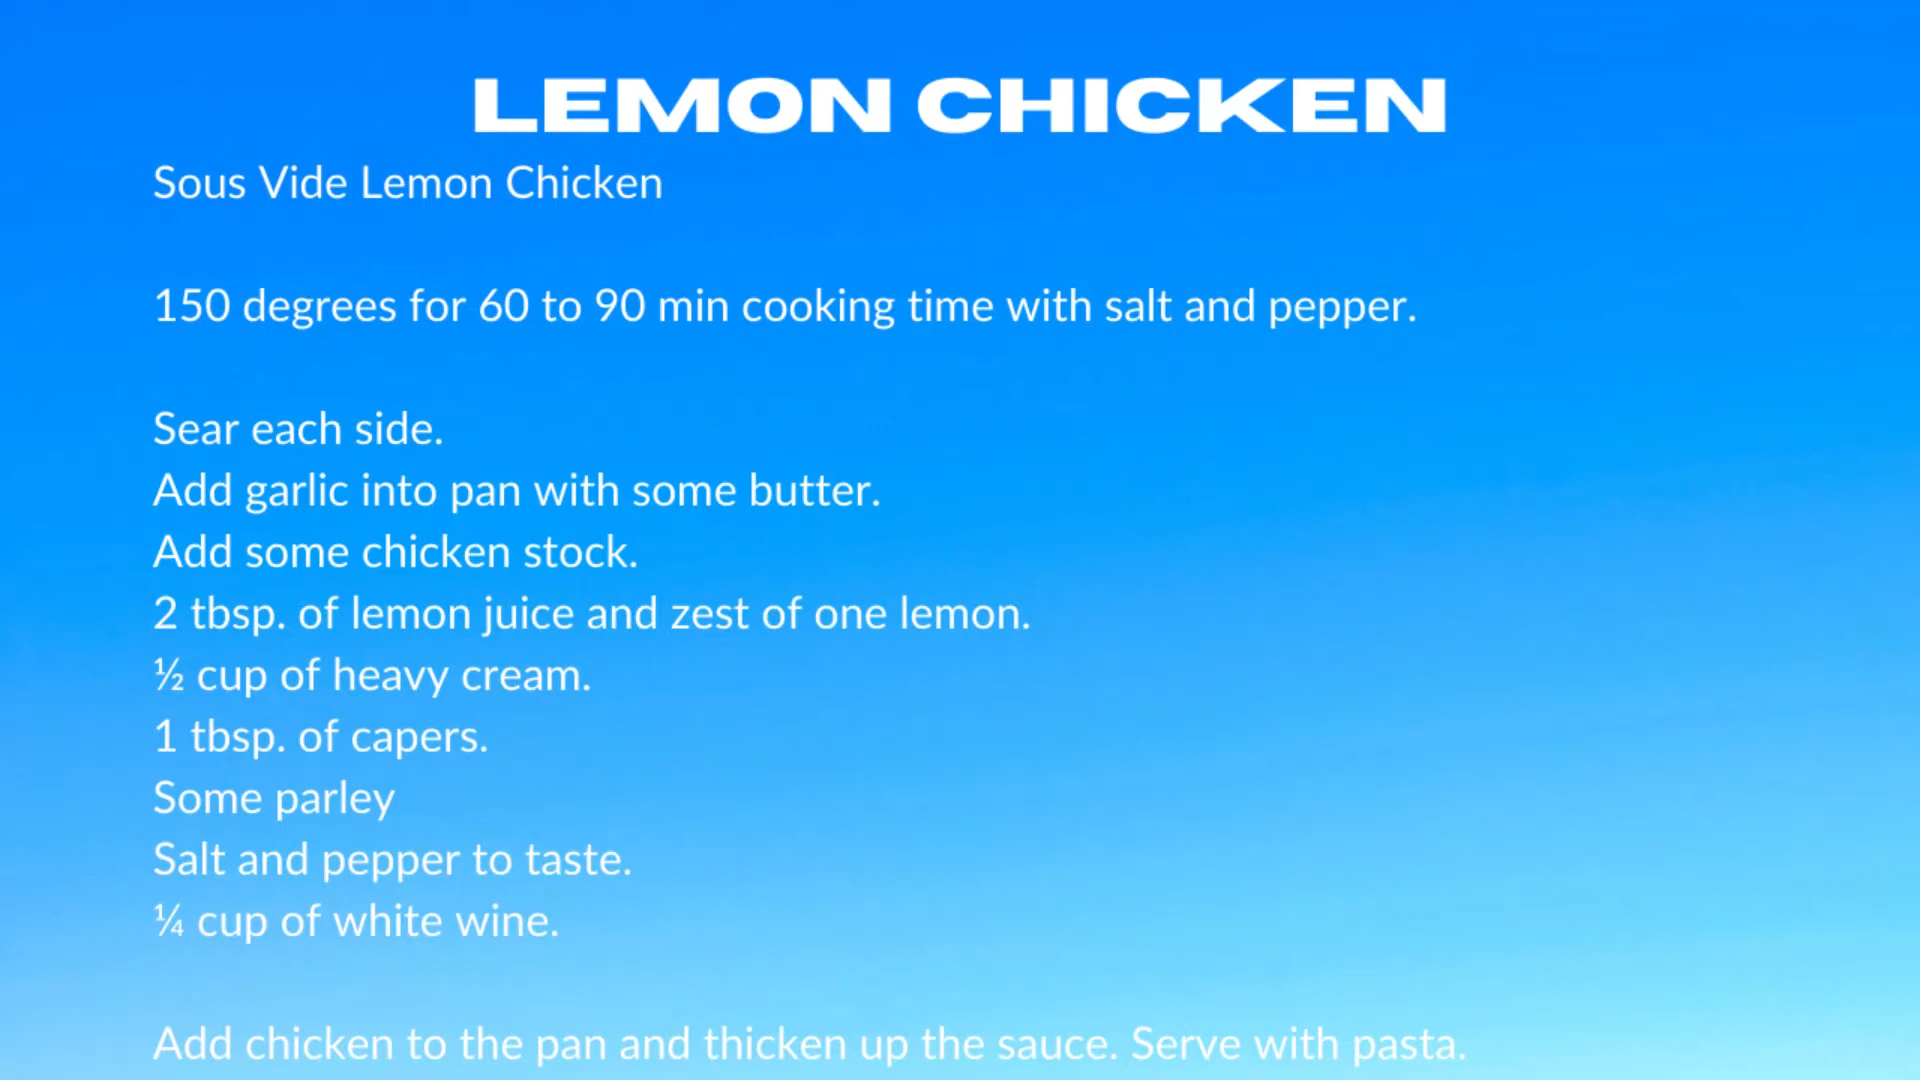 LEMON CHICKEN
Sous Vide Lemon Chicken
150 degrees for 60 to 90 min cooking time with salt and pepper.
Sear each side.
Add garlic into pan with some butter.
Add some chicken stock.
2 tbsp. of lemon juice and zest of one lemon.
½ cup of heavy cream.
1 tbsp. of capers.
Some parley
Salt and pepper to taste.
¼ cup of white wine.
Add chicken to the pan and thicken up the sauce. Serve with pasta.